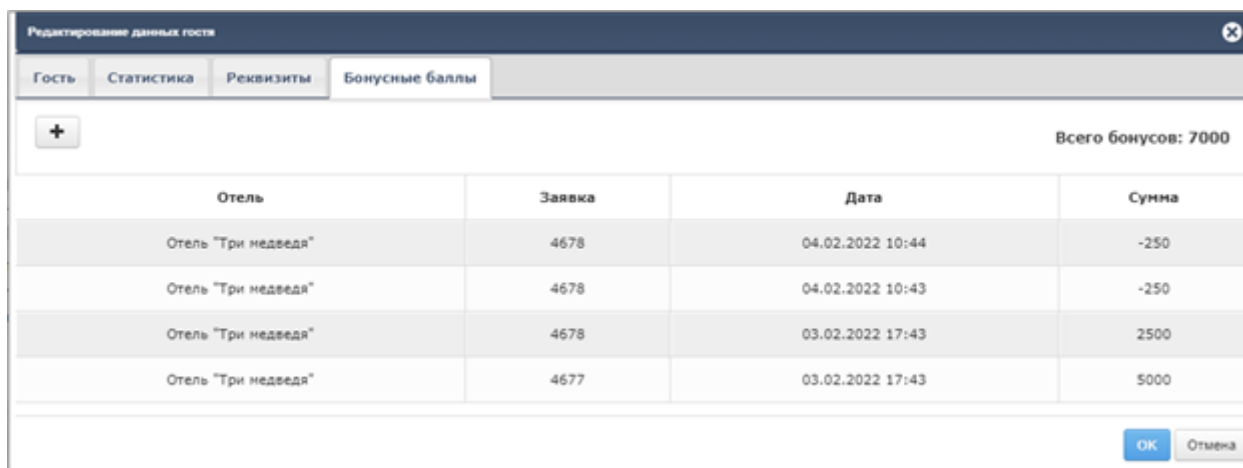 Редактирование данных гостя
Гость Статистика Реквизиты Бонусные баллы
+ Всего бонусов: 7000
Отель Заявка Дата Сумма
Отель "Три медведя" 4678 04.02.2022 10:44 -250
Отель "Три медведя" 4678 04.02.2022 10:43 -250
Отель "Три медведя" 4678 03.02.2022 17:43 2500
Отель "Три медведя" 4677 03.02.2022 17:43 5000
OK Отмена